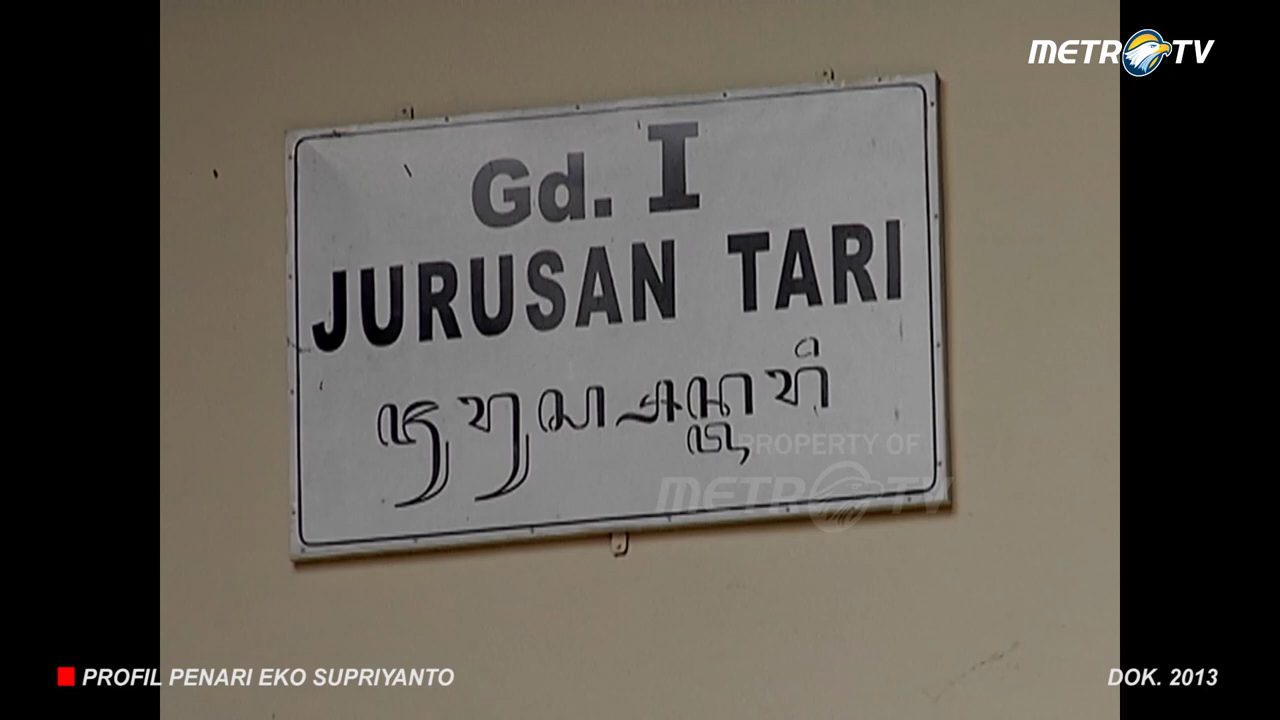 METRO TV
Gd. I
JURUSAN TARI
ꦗꦸꦫꦸꦱꦤ꧀ꦠꦫꦶ
PROPERTY OF
METRO TV
PROFIL PENARI EKO SUPRIYANTO
DOK. 2013